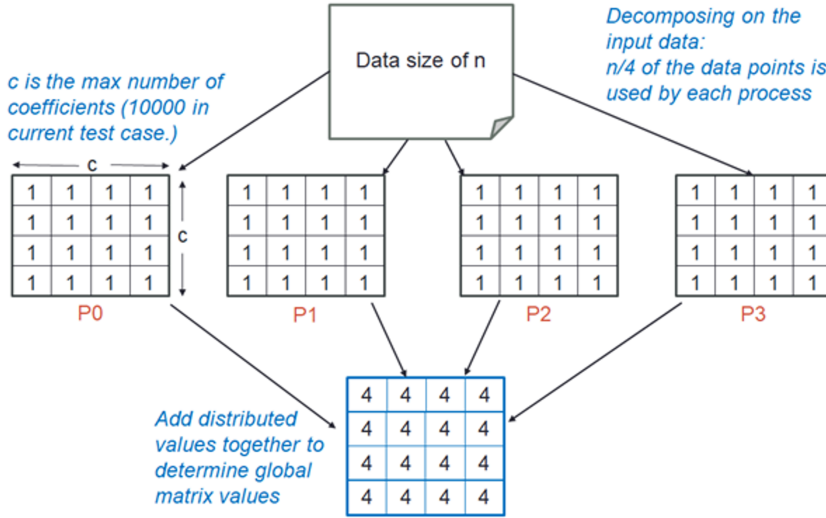 Decomposing on the
input data:
n/4 of the data points is
used by each process
Data size of n
c is the max number of
coefficients (10000 in
current test case.)
c
c
1 1 1 1
1 1 1 1
1 1 1 1
1 1 1 1
P0
1 1 1 1
1 1 1 1
1 1 1 1
1 1 1 1
P1
1 1 1 1
1 1 1 1
1 1 1 1
1 1 1 1
P2
1 1 1 1
1 1 1 1
1 1 1 1
1 1 1 1
P3
Add distributed
values together to
determine global
matrix values
4 4 4 4
4 4 4 4
4 4 4 4
4 4 4 4